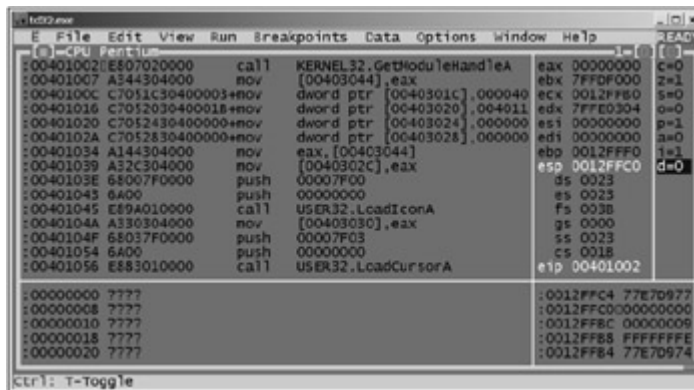 td32.exe
E File Edit View Run Breakpoints Data Options Window Help READY
CPU Pentium 1
:00401002 E807020000 call KERNEL32.GetModuleHandleA eax 00000000 c=0
:00401007 A344304000 mov [00403044],eax ebx 7FFDF000 z=1
:0040100C C7051C30400003+mov dword ptr [0040301C],000040 ecx 0012FFB0 s=0
:00401016 C705203040001B+mov dword ptr [00403020],004011 edx 7FFE0304 o=0
:00401020 C7052430400000+mov dword ptr [00403024],000000 esi 00000000 p=1
:0040102A C7052830400000+mov dword ptr [00403028],000000 edi 00000000 a=0
:00401034 A144304000 mov eax,[00403044] ebp 0012FFF0 i=1
:00401039 A32C304000 mov [0040302C],eax esp 0012FFC0 d=0
:0040103E 68007F0000 push 00007F00 ds 0023
:00401043 6A00 push 00000000 es 0023
:00401045 E89A010000 call USER32.LoadIconA fs 003B
:0040104A A330304000 mov [00403030],eax gs 0000
:0040104F 68037F0000 push 00007F03 ss 0023
:00401054 6A00 push 00000000 cs 001B
:00401056 E883010000 call USER32.LoadCursorA eip 00401002
:00000000 ???? :0012FFC4 77E7D977
:00000008 ???? :0012FFC0 00000000
:00000010 ???? :0012FFBC 00000009
:00000018 ???? :0012FFB8 FFFFFFFE
:00000020 ???? :0012FFB4 77E7D974
Ctrl: T-Toggle